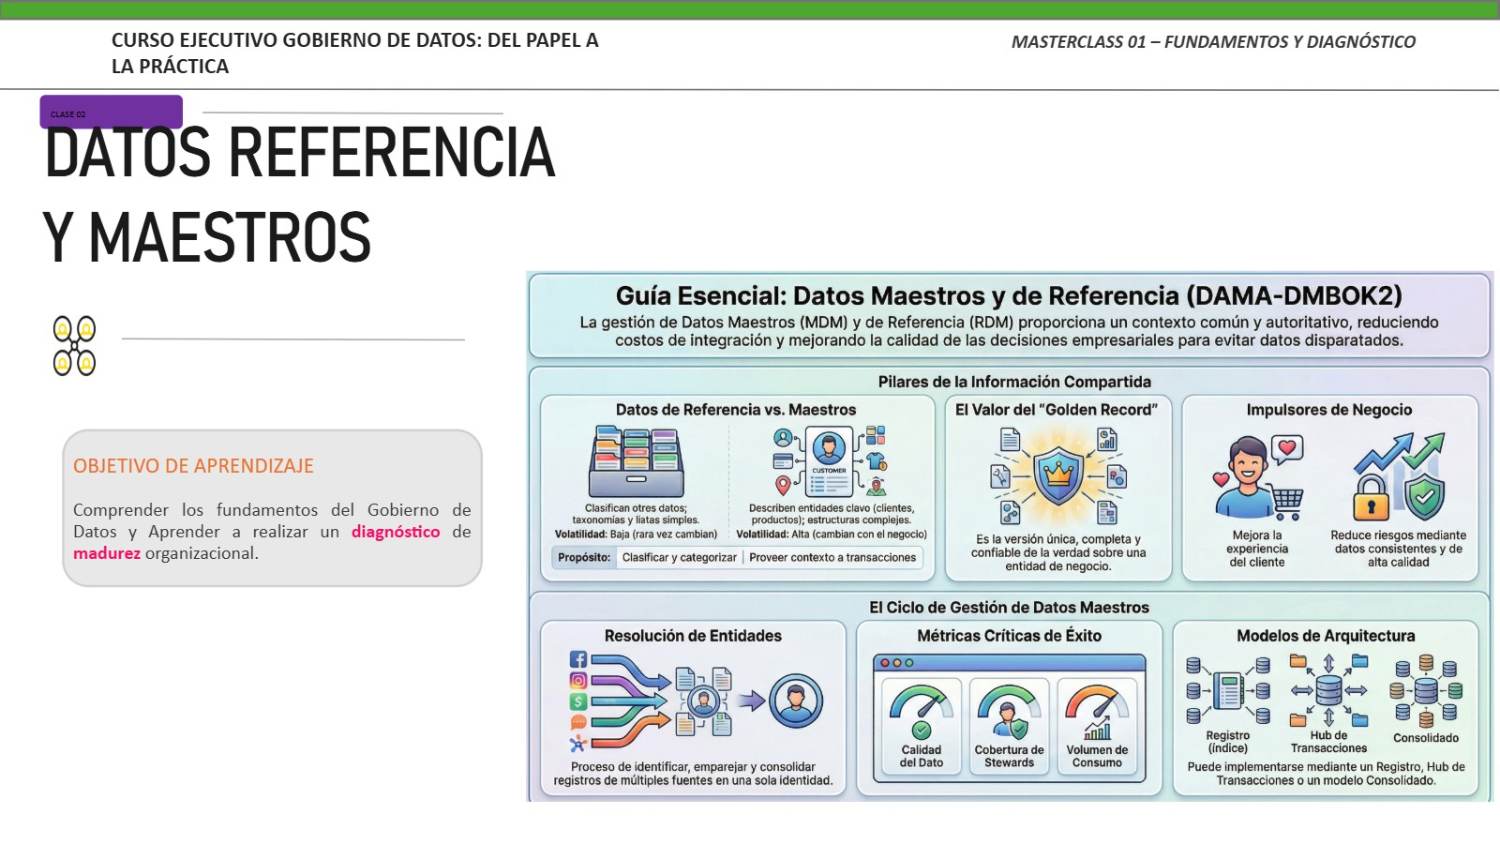 CURSO EJECUTIVO GOBIERNO DE DATOS: DEL PAPEL A
LA PRÁCTICA
MASTERCLASS 01 – FUNDAMENTOS Y DIAGNÓSTICO
CLASE 02
DATOS REFERENCIA
Y MAESTROS
OBJETIVO DE APRENDIZAJE
Comprender los fundamentos del Gobierno de
Datos y Aprender a realizar un diagnóstico de
madurez organizacional.
Guía Esencial: Datos Maestros y de Referencia (DAMA-DMBOK2)
La gestión de Datos Maestros (MDM) y de Referencia (RDM) proporciona un contexto común y autoritativo, reduciendo
costos de integración y mejorando la calidad de las decisiones empresariales para evitar datos disparatados.
Pilares de la Información Compartida
Datos de Referencia vs. Maestros
CUSTOMER
Clasifican otres datos;
taxonomías y liatas simples.
Volatilidad: Baja (rara vez cambian)
Describen entidades clavo (clientes,
productos); estructuras complejes.
Volatilidad: Alta (cambian con el negocio)
Propósito: Clasificar y categorizar | Proveer contexto a transacciones
El Valor del “Golden Record”
Es la versión única, completa y
confiable de la verdad sobre una
entidad de negocio.
Impulsores de Negocio
Mejora la
experiencia
del cliente
Reduce riesgos mediante
datos consistentes y de
alta calidad
El Ciclo de Gestión de Datos Maestros
Resolución de Entidades
Proceso de identificar, emparejar y consolidar
registros de múltiples fuentes en una sola identidad.
Métricas Críticas de Éxito
Calidad
del Dato
Cobertura de
Stewards
Volumen de
Consumo
Modelos de Arquitectura
Registro
(índice)
Hub de
Transacciones
Consolidado
Puede implementarse mediante un Registro, Hub de
Transacciones o un modelo Consolidado.